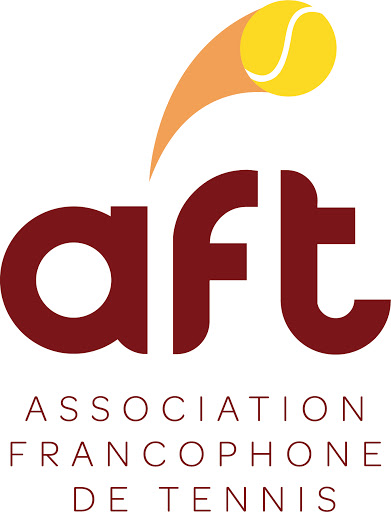 aft
ASSOCIATION
FRANCOPHONE
DE TENNIS